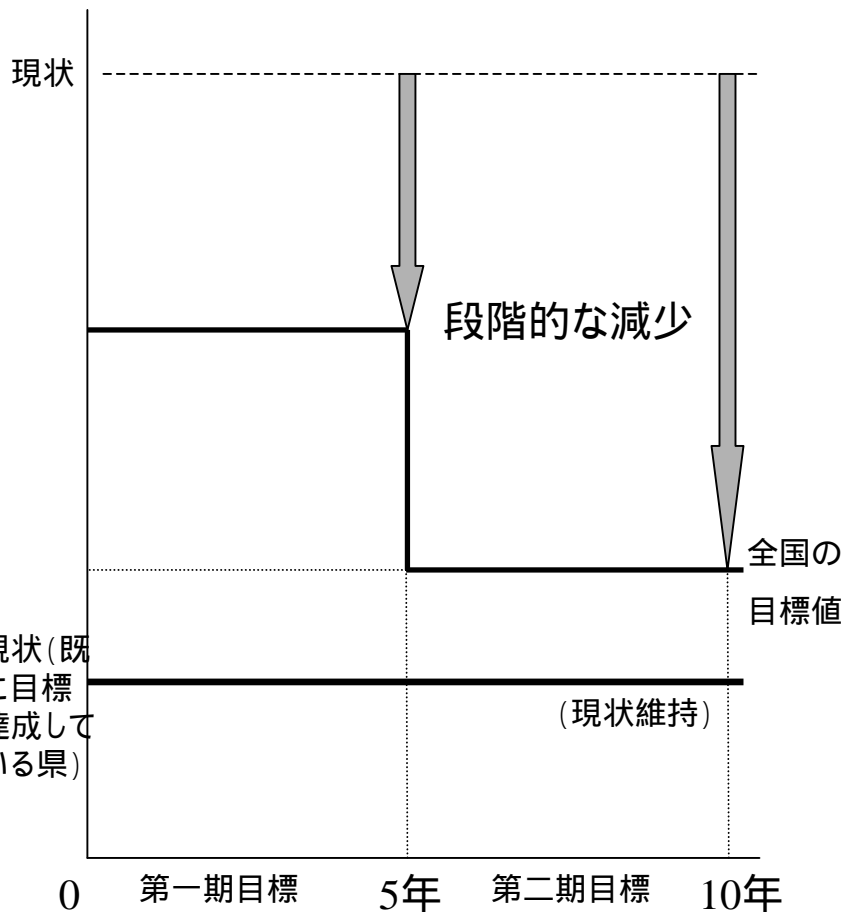 現状
段階的な減少
全国の
目標値
現状(既
に目標
達成して
いる県)
(現状維持)
0
第一期目標
5年
第二期目標
10年